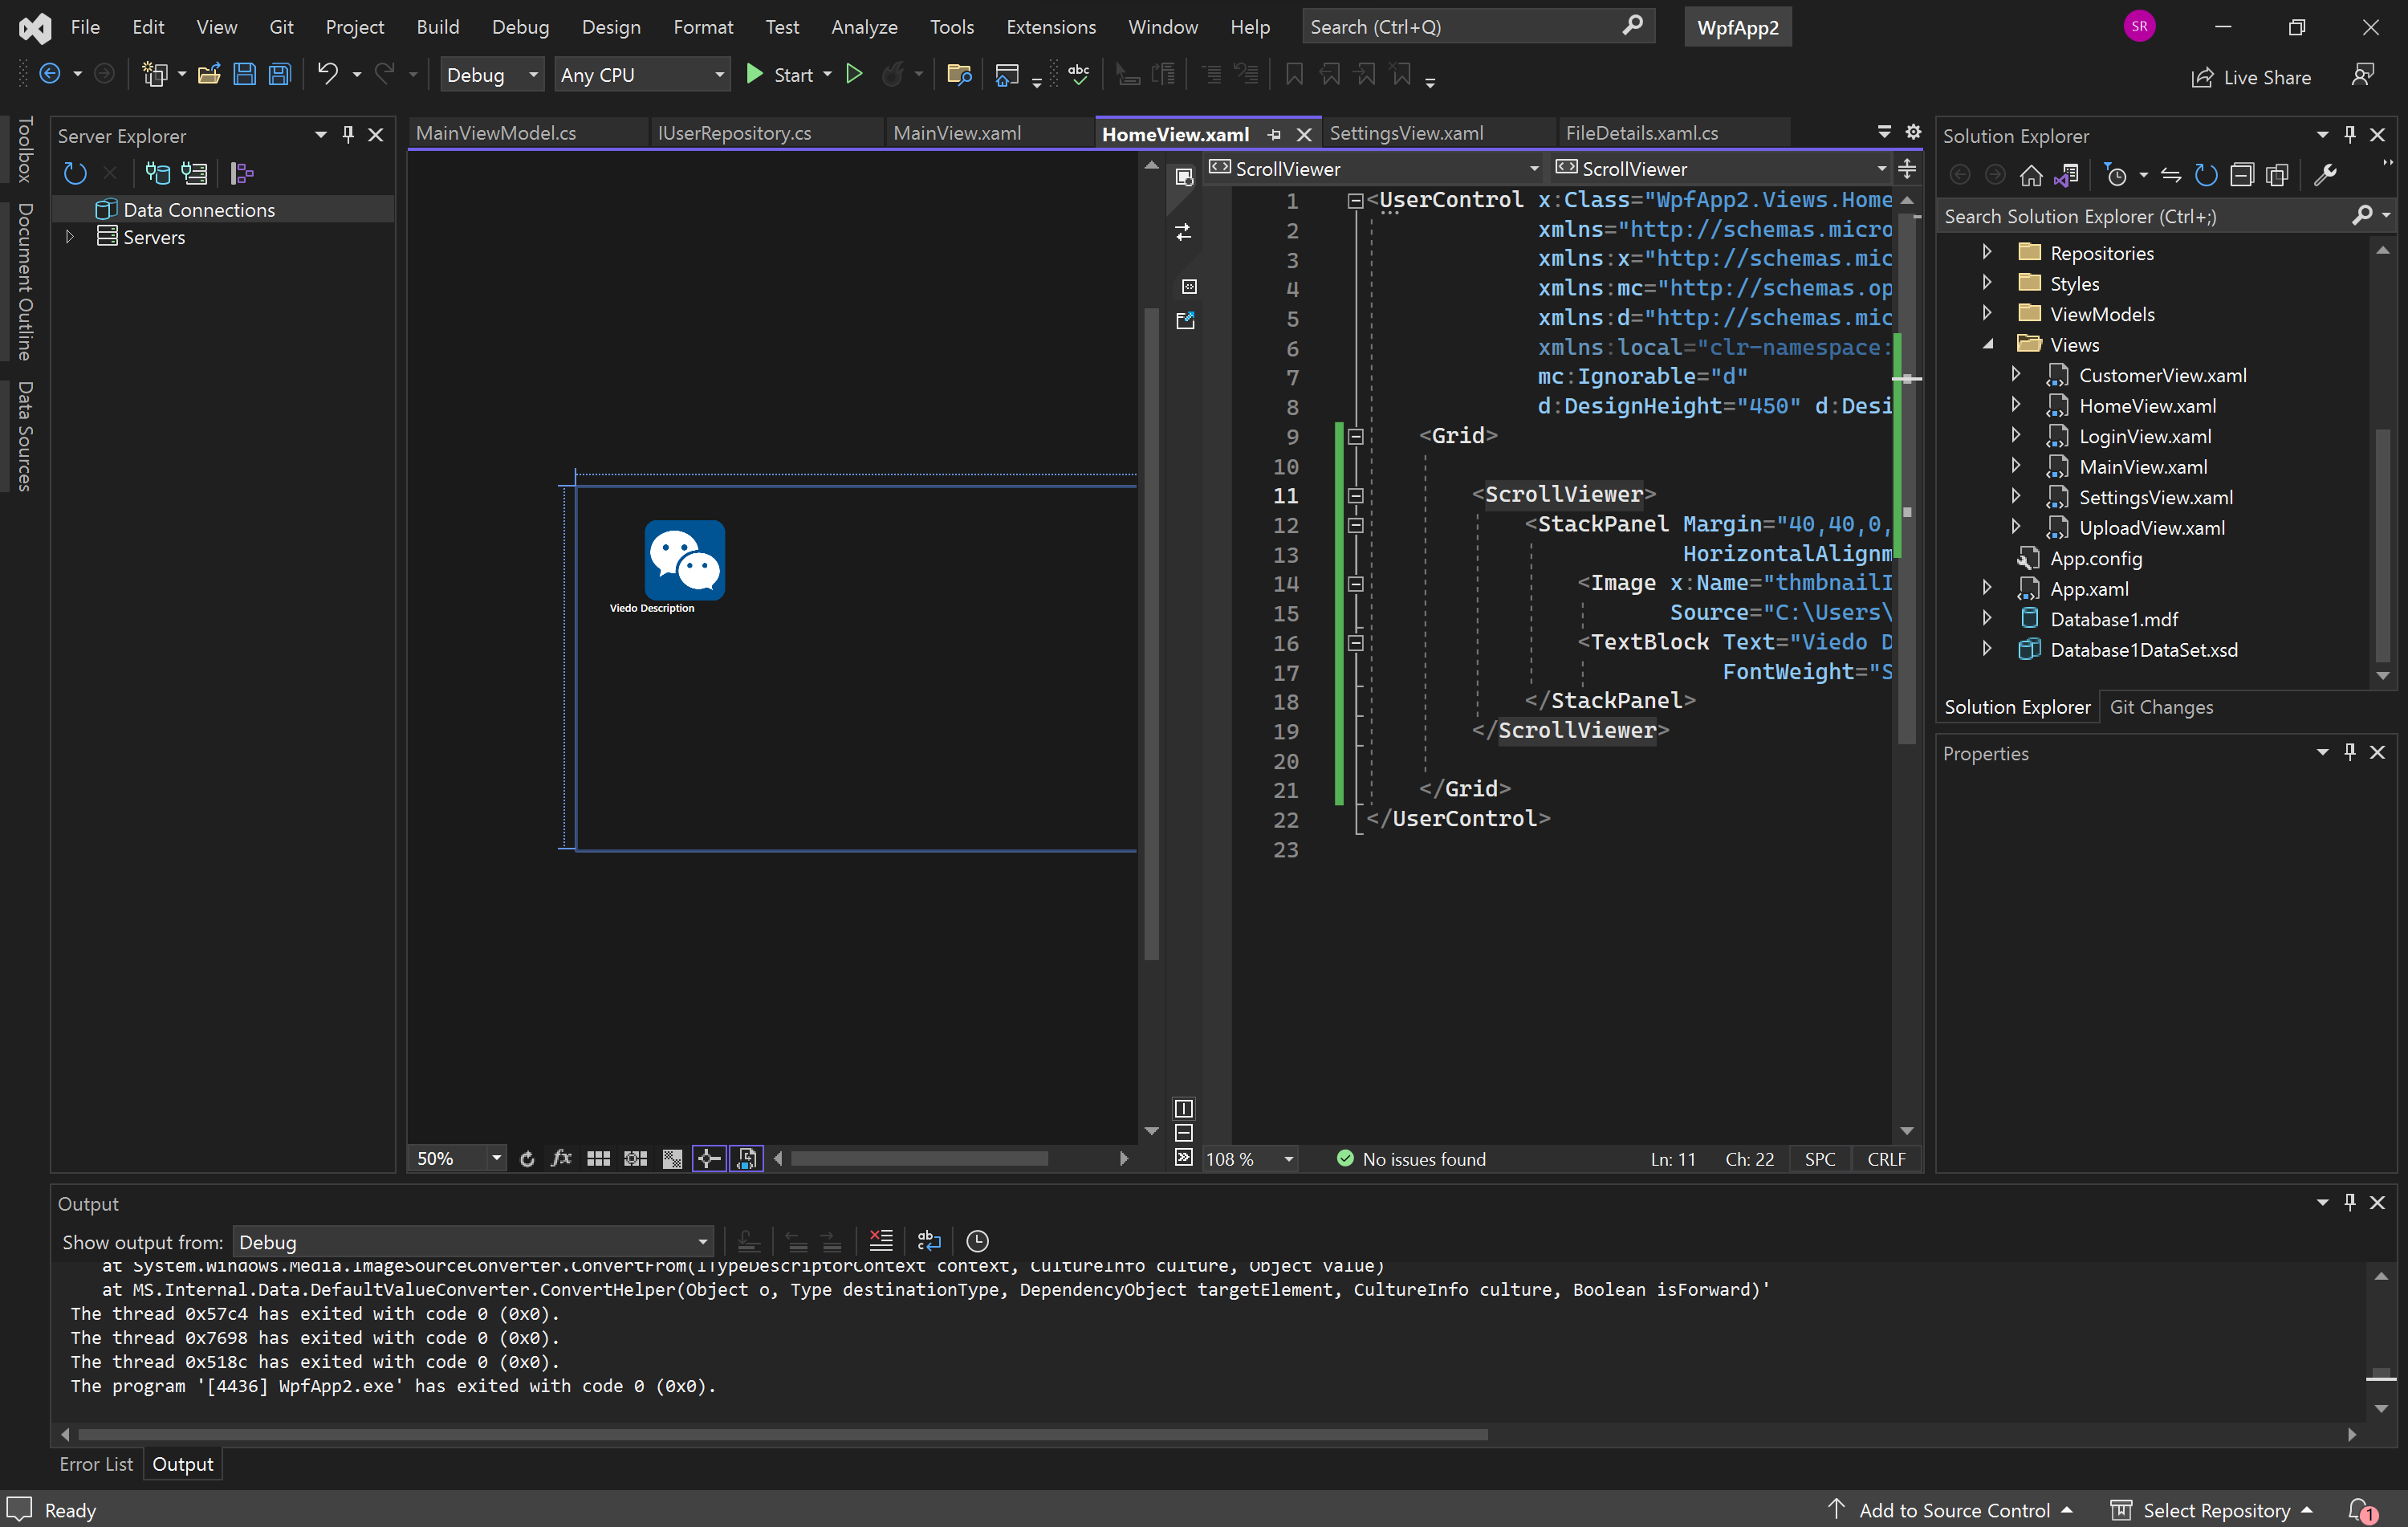 File Edit View Git Project Build Debug Design Format Test Analyze Tools Extensions Window Help Search (Ctrl+Q) WpfApp2 SR
Debug Any CPU Start abc Live Share
Toolbox
Document Outline
Data Sources
Server Explorer
Data Connections
Servers
MainViewModel.cs IUserRepository.cs MainView.xaml HomeView.xaml SettingsView.xaml FileDetails.xaml.cs
ScrollViewer ScrollViewer
Viedo Description
1 <UserControl x:Class="WpfApp2.Views.Home
2 xmlns="http://schemas.micro
3 xmlns:x="http://schemas.mic
4 xmlns:mc="http://schemas.op
5 xmlns:d="http://schemas.mic
6 xmlns:local="clr-namespace:
7 mc:Ignorable="d"
8 d:DesignHeight="450" d:Desi
9 <Grid>
10
11 <ScrollViewer>
12 <StackPanel Margin="40,40,0,
13 HorizontalAlignm
14 <Image x:Name="thmbnailI
15 Source="C:\Users\
16 <TextBlock Text="Viedo D
17 FontWeight="S
18 </StackPanel>
19 </ScrollViewer>
20
21 </Grid>
22 </UserControl>
23
50% fx
108 % No issues found Ln: 11 Ch: 22 SPC CRLF
Solution Explorer
Search Solution Explorer (Ctrl+;)
Repositories
Styles
ViewModels
Views
CustomerView.xaml
HomeView.xaml
LoginView.xaml
MainView.xaml
SettingsView.xaml
UploadView.xaml
App.config
App.xaml
Database1.mdf
Database1DataSet.xsd
Solution Explorer Git Changes
Properties
Output
Show output from: Debug
at System.Windows.Media.ImageSourceConverter.ConvertFrom(ITypeDescriptorContext context, CultureInfo culture, Object value)
at MS.Internal.Data.DefaultValueConverter.ConvertHelper(Object o, Type destinationType, DependencyObject targetElement, CultureInfo culture, Boolean isForward)'
The thread 0x57c4 has exited with code 0 (0x0).
The thread 0x7698 has exited with code 0 (0x0).
The thread 0x518c has exited with code 0 (0x0).
The program '[4436] WpfApp2.exe' has exited with code 0 (0x0).
Error List Output
Ready Add to Source Control Select Repository 1